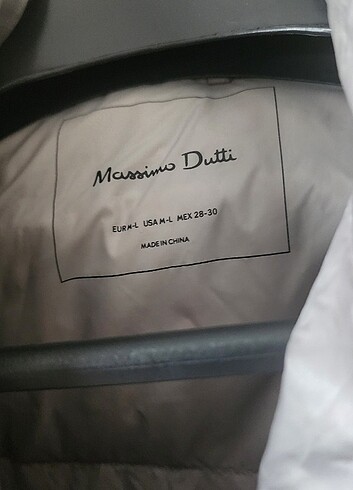 Massimo Dutti
EUR M-L USA M-L MEX 28-30
MADE IN CHINA